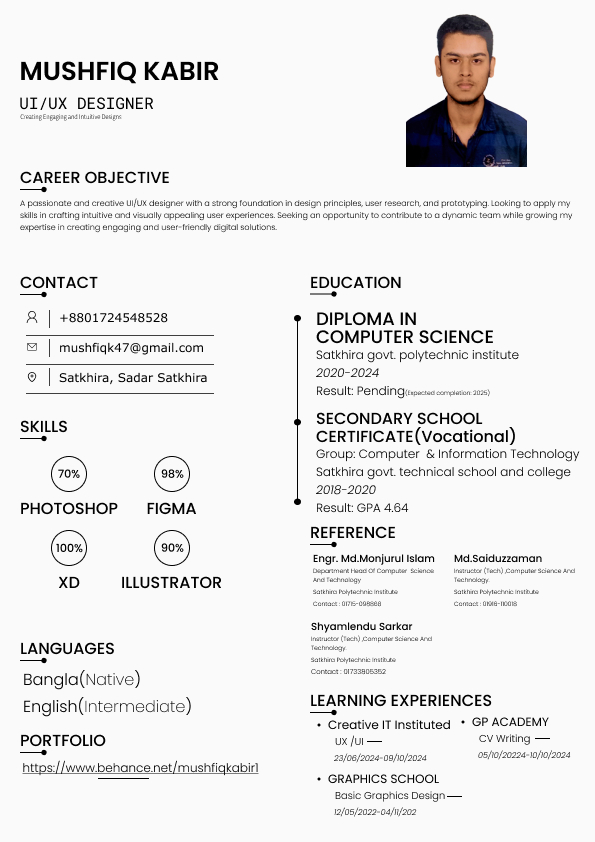 MUSHFIQ KABIR
UI/UX DESIGNER
Creating Engaging and Intuitive Designs
CAREER OBJECTIVE
A passionate and creative UI/UX designer with a strong foundation in design principles, user research, and prototyping. Looking to apply my
skills in crafting intuitive and visually appealing user experiences. Seeking an opportunity to contribute to a dynamic team while growing my
expertise in creating engaging and user-friendly digital solutions.
CONTACT
+8801724548528
mushfiqk47@gmail.com
Satkhira, Sadar Satkhira
SKILLS
70%
98%
PHOTOSHOP
FIGMA
100%
90%
XD
ILLUSTRATOR
LANGUAGES
Bangla(Native)
English(Intermediate)
PORTFOLIO
https://www.behance.net/mushfiqkabir1
EDUCATION
DIPLOMA IN
COMPUTER SCIENCE
Satkhira govt. polytechnic institute
2020-2024
Result: Pending(Expected completion: 2025)
SECONDARY SCHOOL
CERTIFICATE(Vocational)
Group: Computer & Information Technology
Satkhira govt. technical school and college
2018-2020
Result: GPA 4.64
REFERENCE
Engr. Md.Monjurul Islam
Department Head Of Computer Science
And Technology
Satkhira Polytechnic Institute
Contact : 01715-098868
Md.Saiduzzaman
Instructor (Tech) ,Computer Science And
Technology.
Satkhira Polytechnic Institute
Contact : 01916-110018
Shyamlendu Sarkar
Instructor (Tech) ,Computer Science And
Technology.
Satkhira Polytechnic Institute
Contact : 01733805352
LEARNING EXPERIENCES
• Creative IT Instituted
UX /UI
23/06/2024-09/10/2024
• GP ACADEMY
CV Writing
05/10/20224-10/10/2024
• GRAPHICS SCHOOL
Basic Graphics Design
12/05/2022-04/11/202